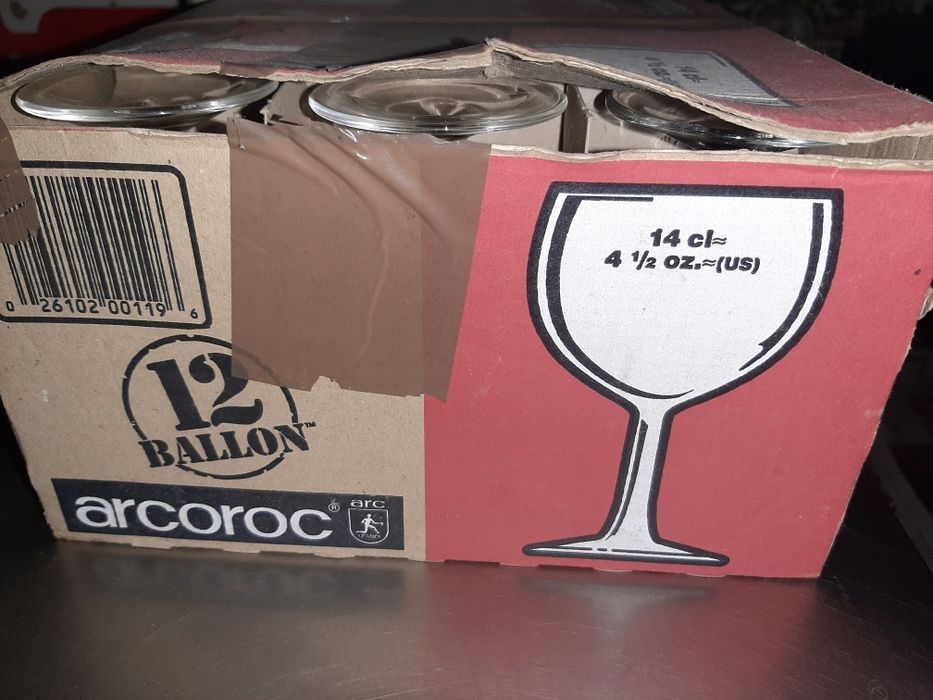 14 cl≈
4 1/2 oz.≈(US)
0 26102 00119 6
12
BALLON™
arcoroc®
arc